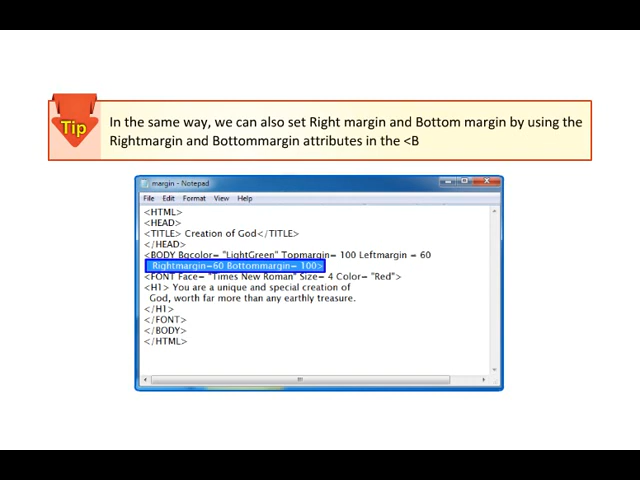 Tip
In the same way, we can also set Right margin and Bottom margin by using the
Rightmargin and Bottommargin attributes in the <B
margin - Notepad
File Edit Format View Help
<HTML>
<HEAD>
<TITLE> Creation of God</TITLE>
</HEAD>
<BODY Bgcolor= "LightGreen" Topmargin= 100 Leftmargin = 60
Rightmargin=60 Bottommargin= 100>
<FONT Face= "Times New Roman" Size= 4 Color= "Red">
<H1> You are a unique and special creation of
God, worth far more than any earthly treasure.
</H1>
</FONT>
</BODY>
</HTML>